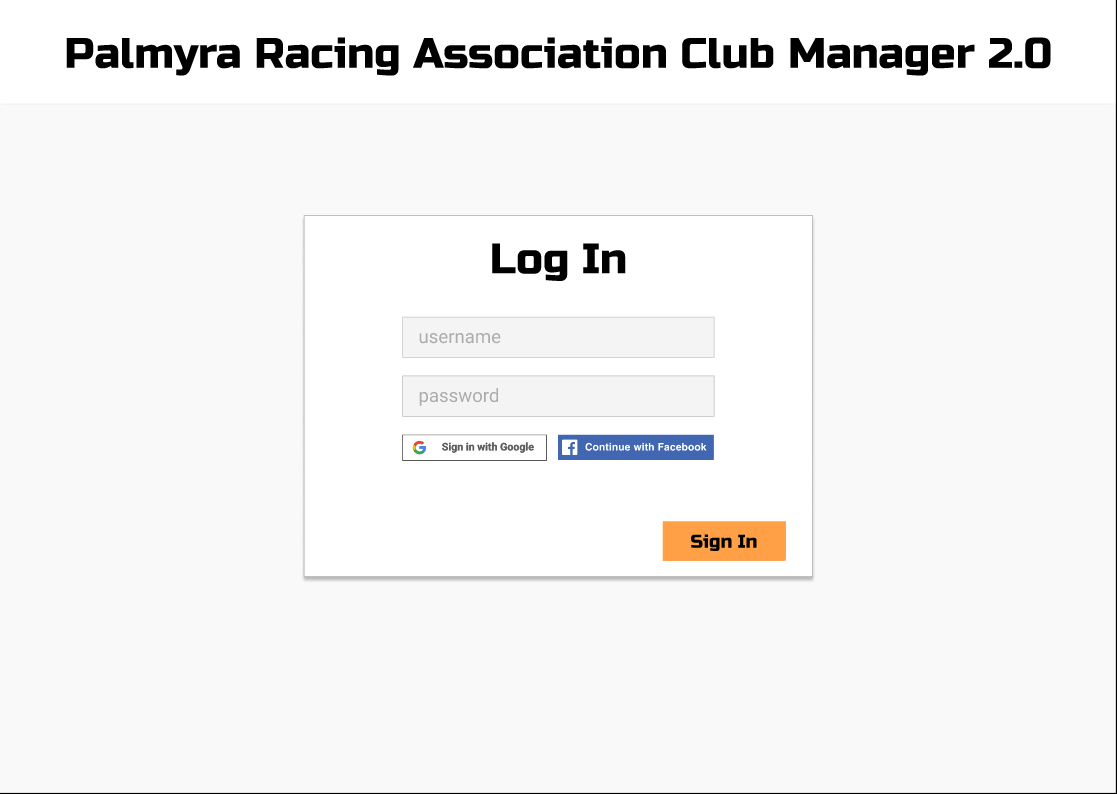 Palmyra Racing Association Club Manager 2.0
Log In
username
password
Sign in with Google
Continue with Facebook
Sign In